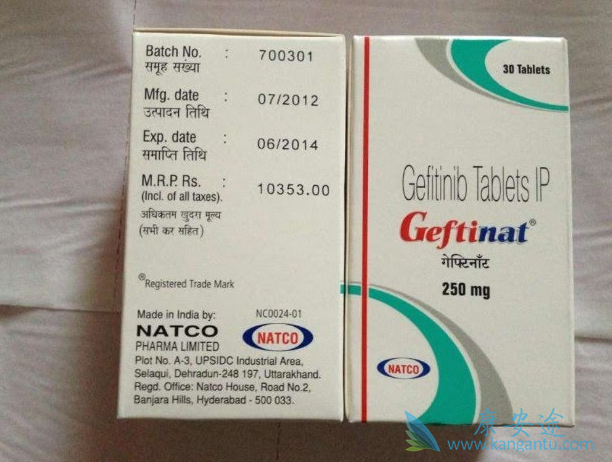 Batch No. : 700301
समूह संख्या
Mfg. date : 07/2012
उत्पादन तिथि
Exp. date : 06/2014
समाप्ति तिथि
M.R.P. Rs. : 10353.00
(Incl. of all taxes).
अधिकतम खुदरा मूल्य
(सभी कर सहित)
®Registered Trade Mark
Made in India by: NC0024-01
NATCO
PHARMA LIMITED
NATCO
Plot No. A-3, UPSIDC Industrial Area,
Selaqui, Dehradun-248 197, Uttarakhand.
Regd. Office: Natco House, Road No.2,
Banjara Hills, Hyderabad - 500 033.
30 Tablets
Gefitinib Tablets IP
Geftinat®
गेफ्टिनॉट
250 mg
NATCO
康安途
www.kangantu.com